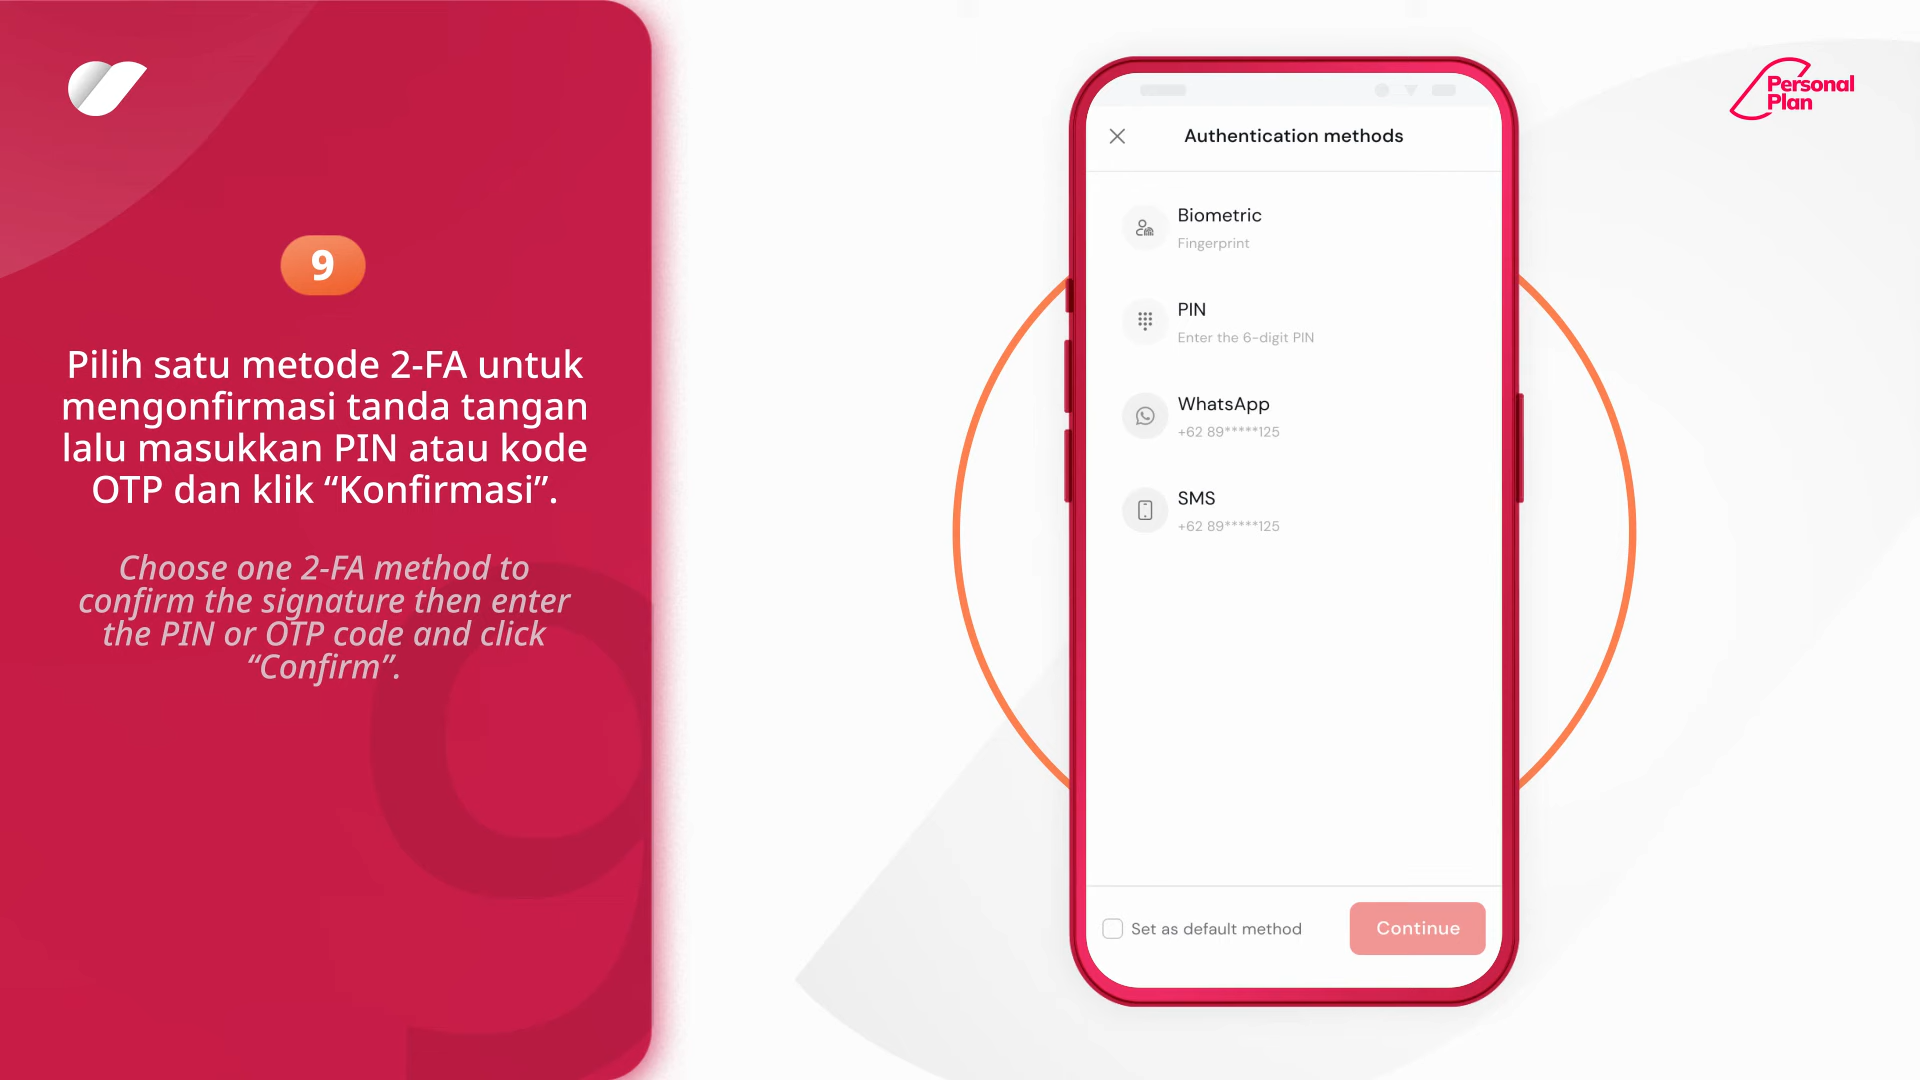 9
Pilih satu metode 2-FA untuk
mengonfirmasi tanda tangan
lalu masukkan PIN atau kode
OTP dan klik “Konfirmasi”.
Choose one 2-FA method to
confirm the signature then enter
the PIN or OTP code and click
“Confirm”.
Authentication methods
Biometric
Fingerprint
PIN
Enter the 6-digit PIN
WhatsApp
+62 89*****125
SMS
+62 89*****125
Set as default method
Continue
Personal
Plan